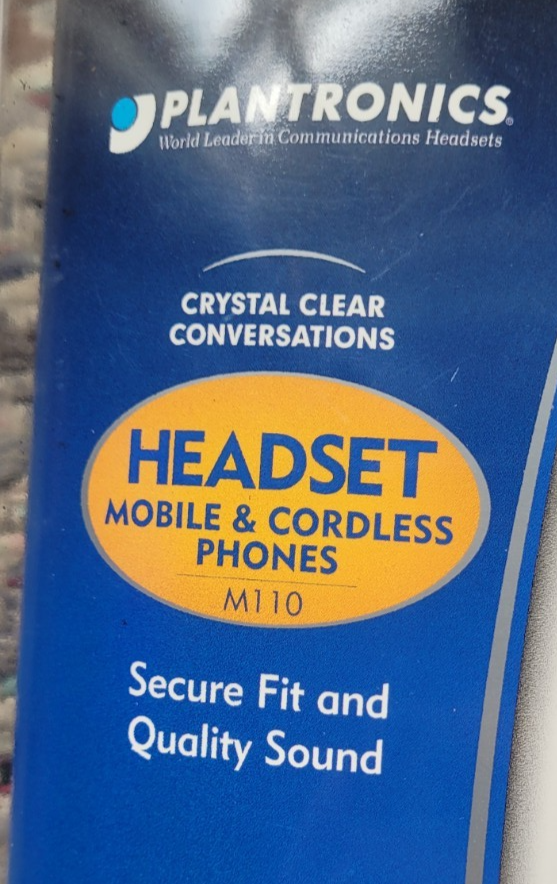 PLANTRONICS®
World Leader in Communications Headsets
CRYSTAL CLEAR
CONVERSATIONS
HEADSET
MOBILE & CORDLESS
PHONES
M110
Secure Fit and
Quality Sound